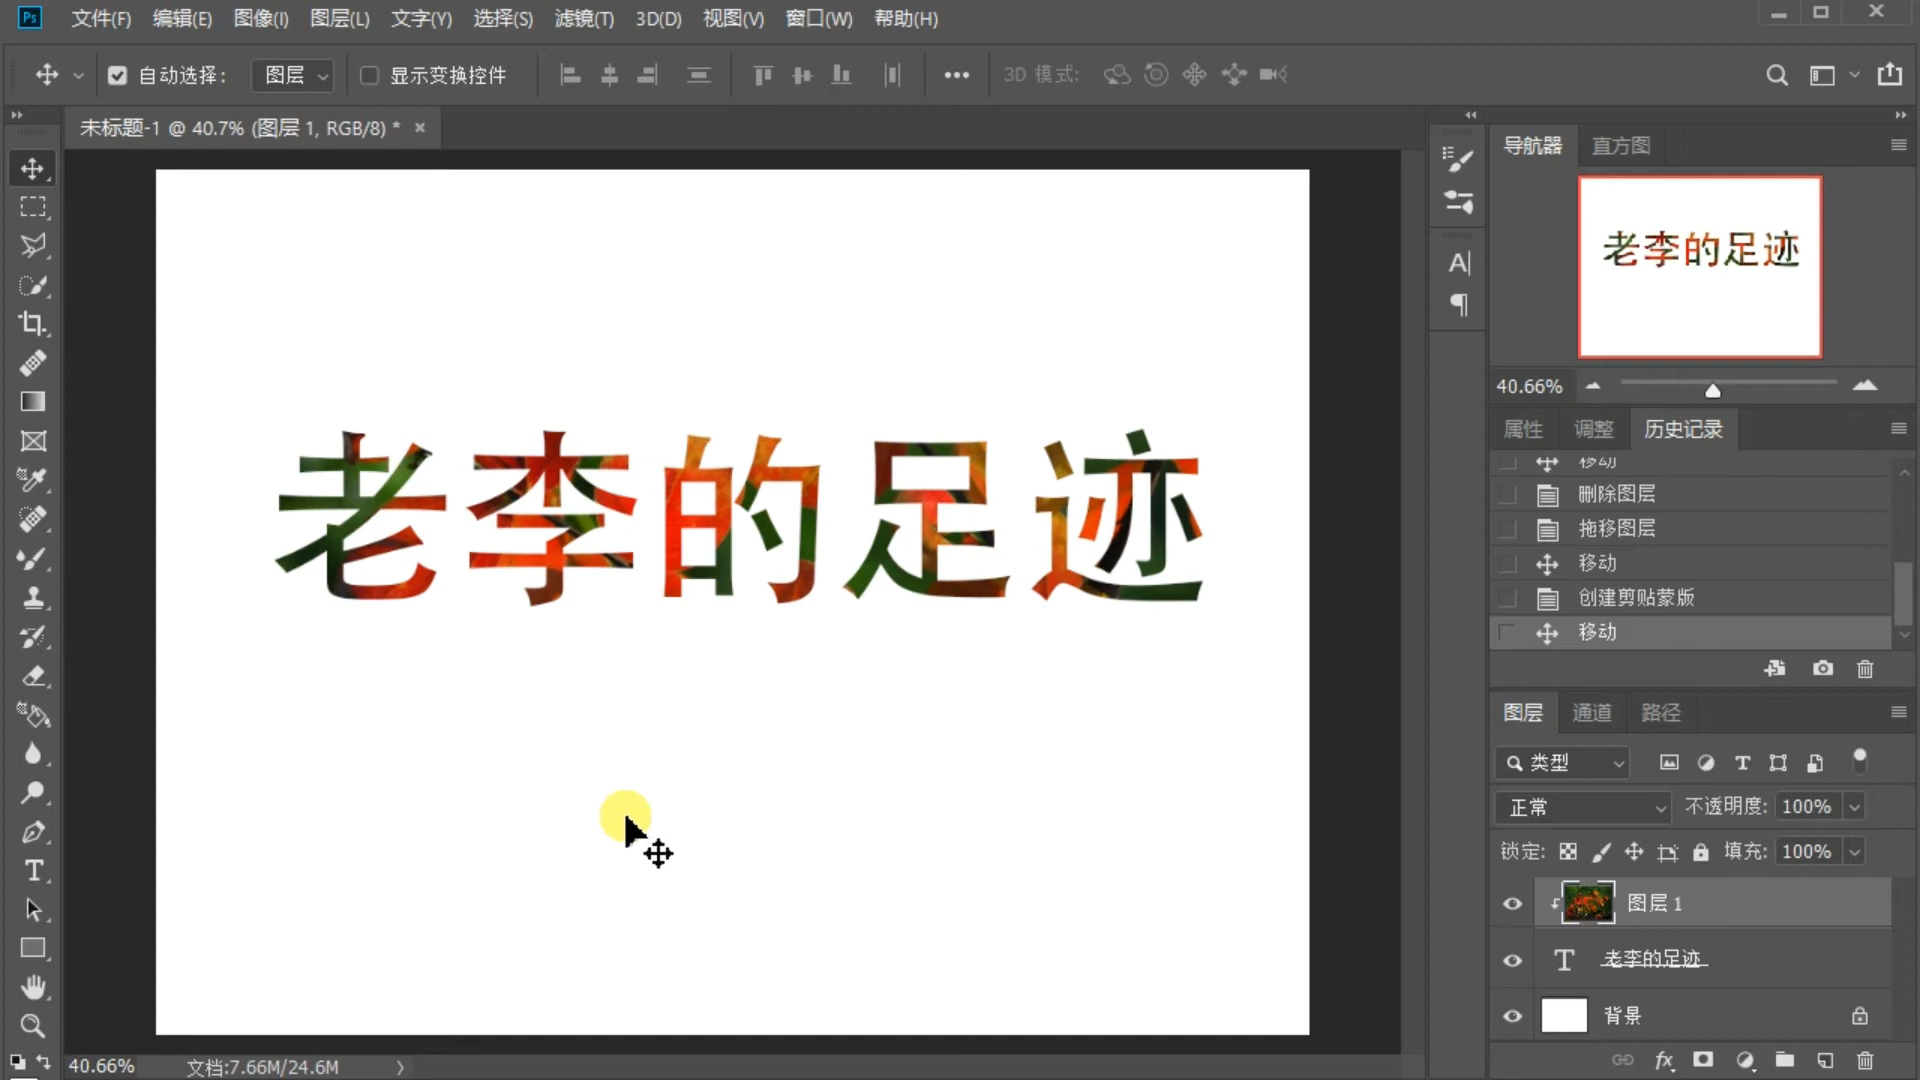 Ps 文件(F) 编辑(E) 图像(I) 图层(L) 文字(Y) 选择(S) 滤镜(T) 3D(D) 视图(V) 窗口(W) 帮助(H)
自动选择: 图层 显示变换控件 3D 模式:
未标题-1 @ 40.7% (图层 1, RGB/8) *
老李的足迹
导航器 直方图
老李的足迹
40.66%
属性 调整 历史记录
移动
删除图层
拖移图层
移动
创建剪贴蒙版
移动
图层 通道 路径
类型
正常 不透明度: 100%
锁定: 填充: 100%
图层 1
T 老李的足迹
背景
fx
40.66% 文档:7.66M/24.6M